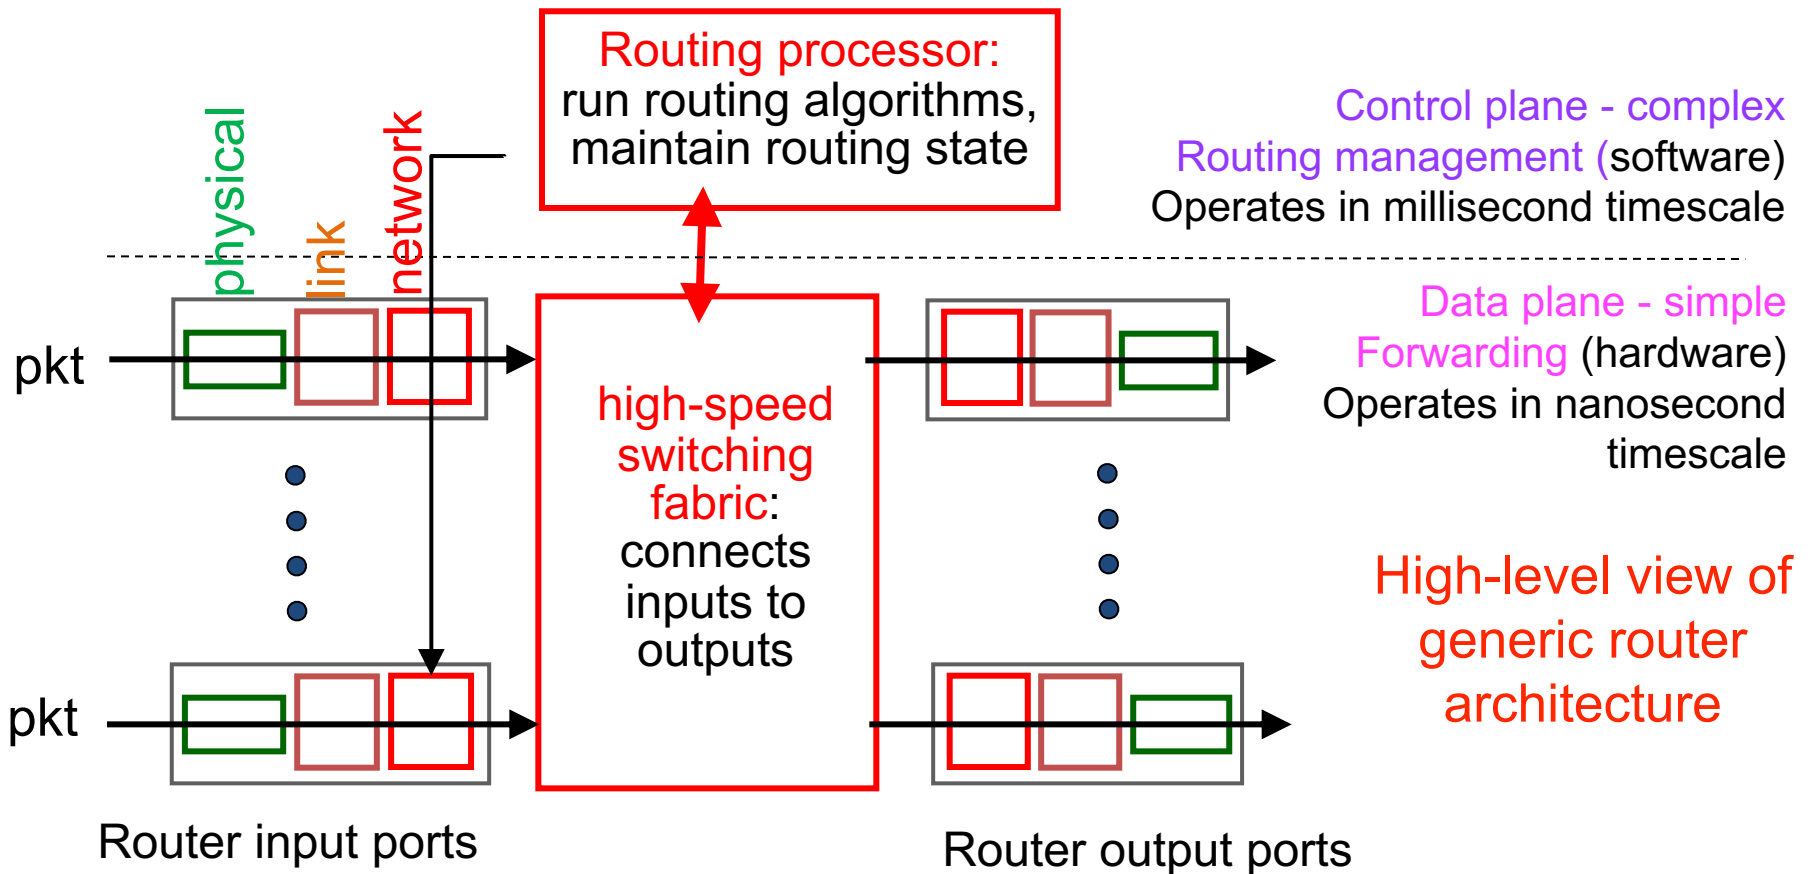 Routing processor:
run routing algorithms,
maintain routing state
physical
link
network
Control plane - complex
Routing management (software)
Operates in millisecond timescale
Data plane - simple
Forwarding (hardware)
Operates in nanosecond
timescale
pkt
high-speed
switching
fabric:
connects
inputs to
outputs
High-level view of
generic router
architecture
pkt
Router input ports
Router output ports